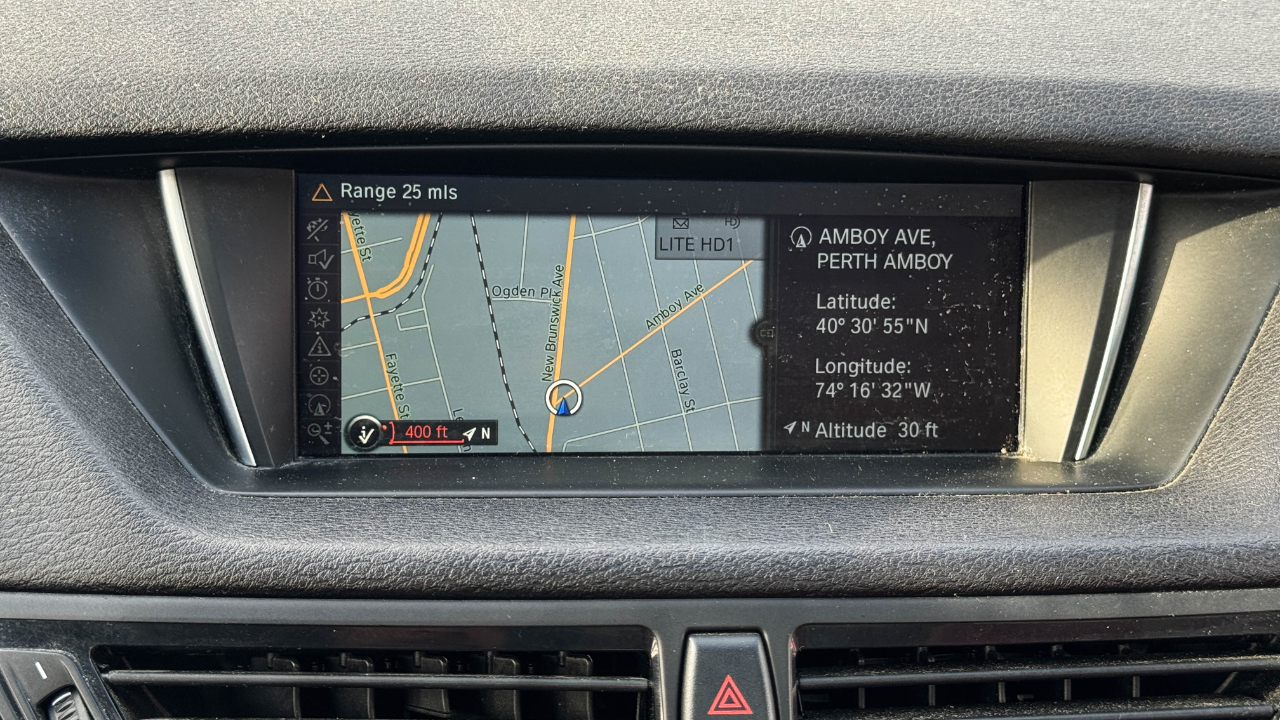 Range 25 mls
LITE HD1
Fayette St
Ogden Pl
New Brunswick Ave
Amboy Ave
Barclay St
400 ft
N
AMBOY AVE,
PERTH AMBOY
Latitude:
40° 30' 55"N
Longitude:
74° 16' 32"W
N Altitude 30 ft